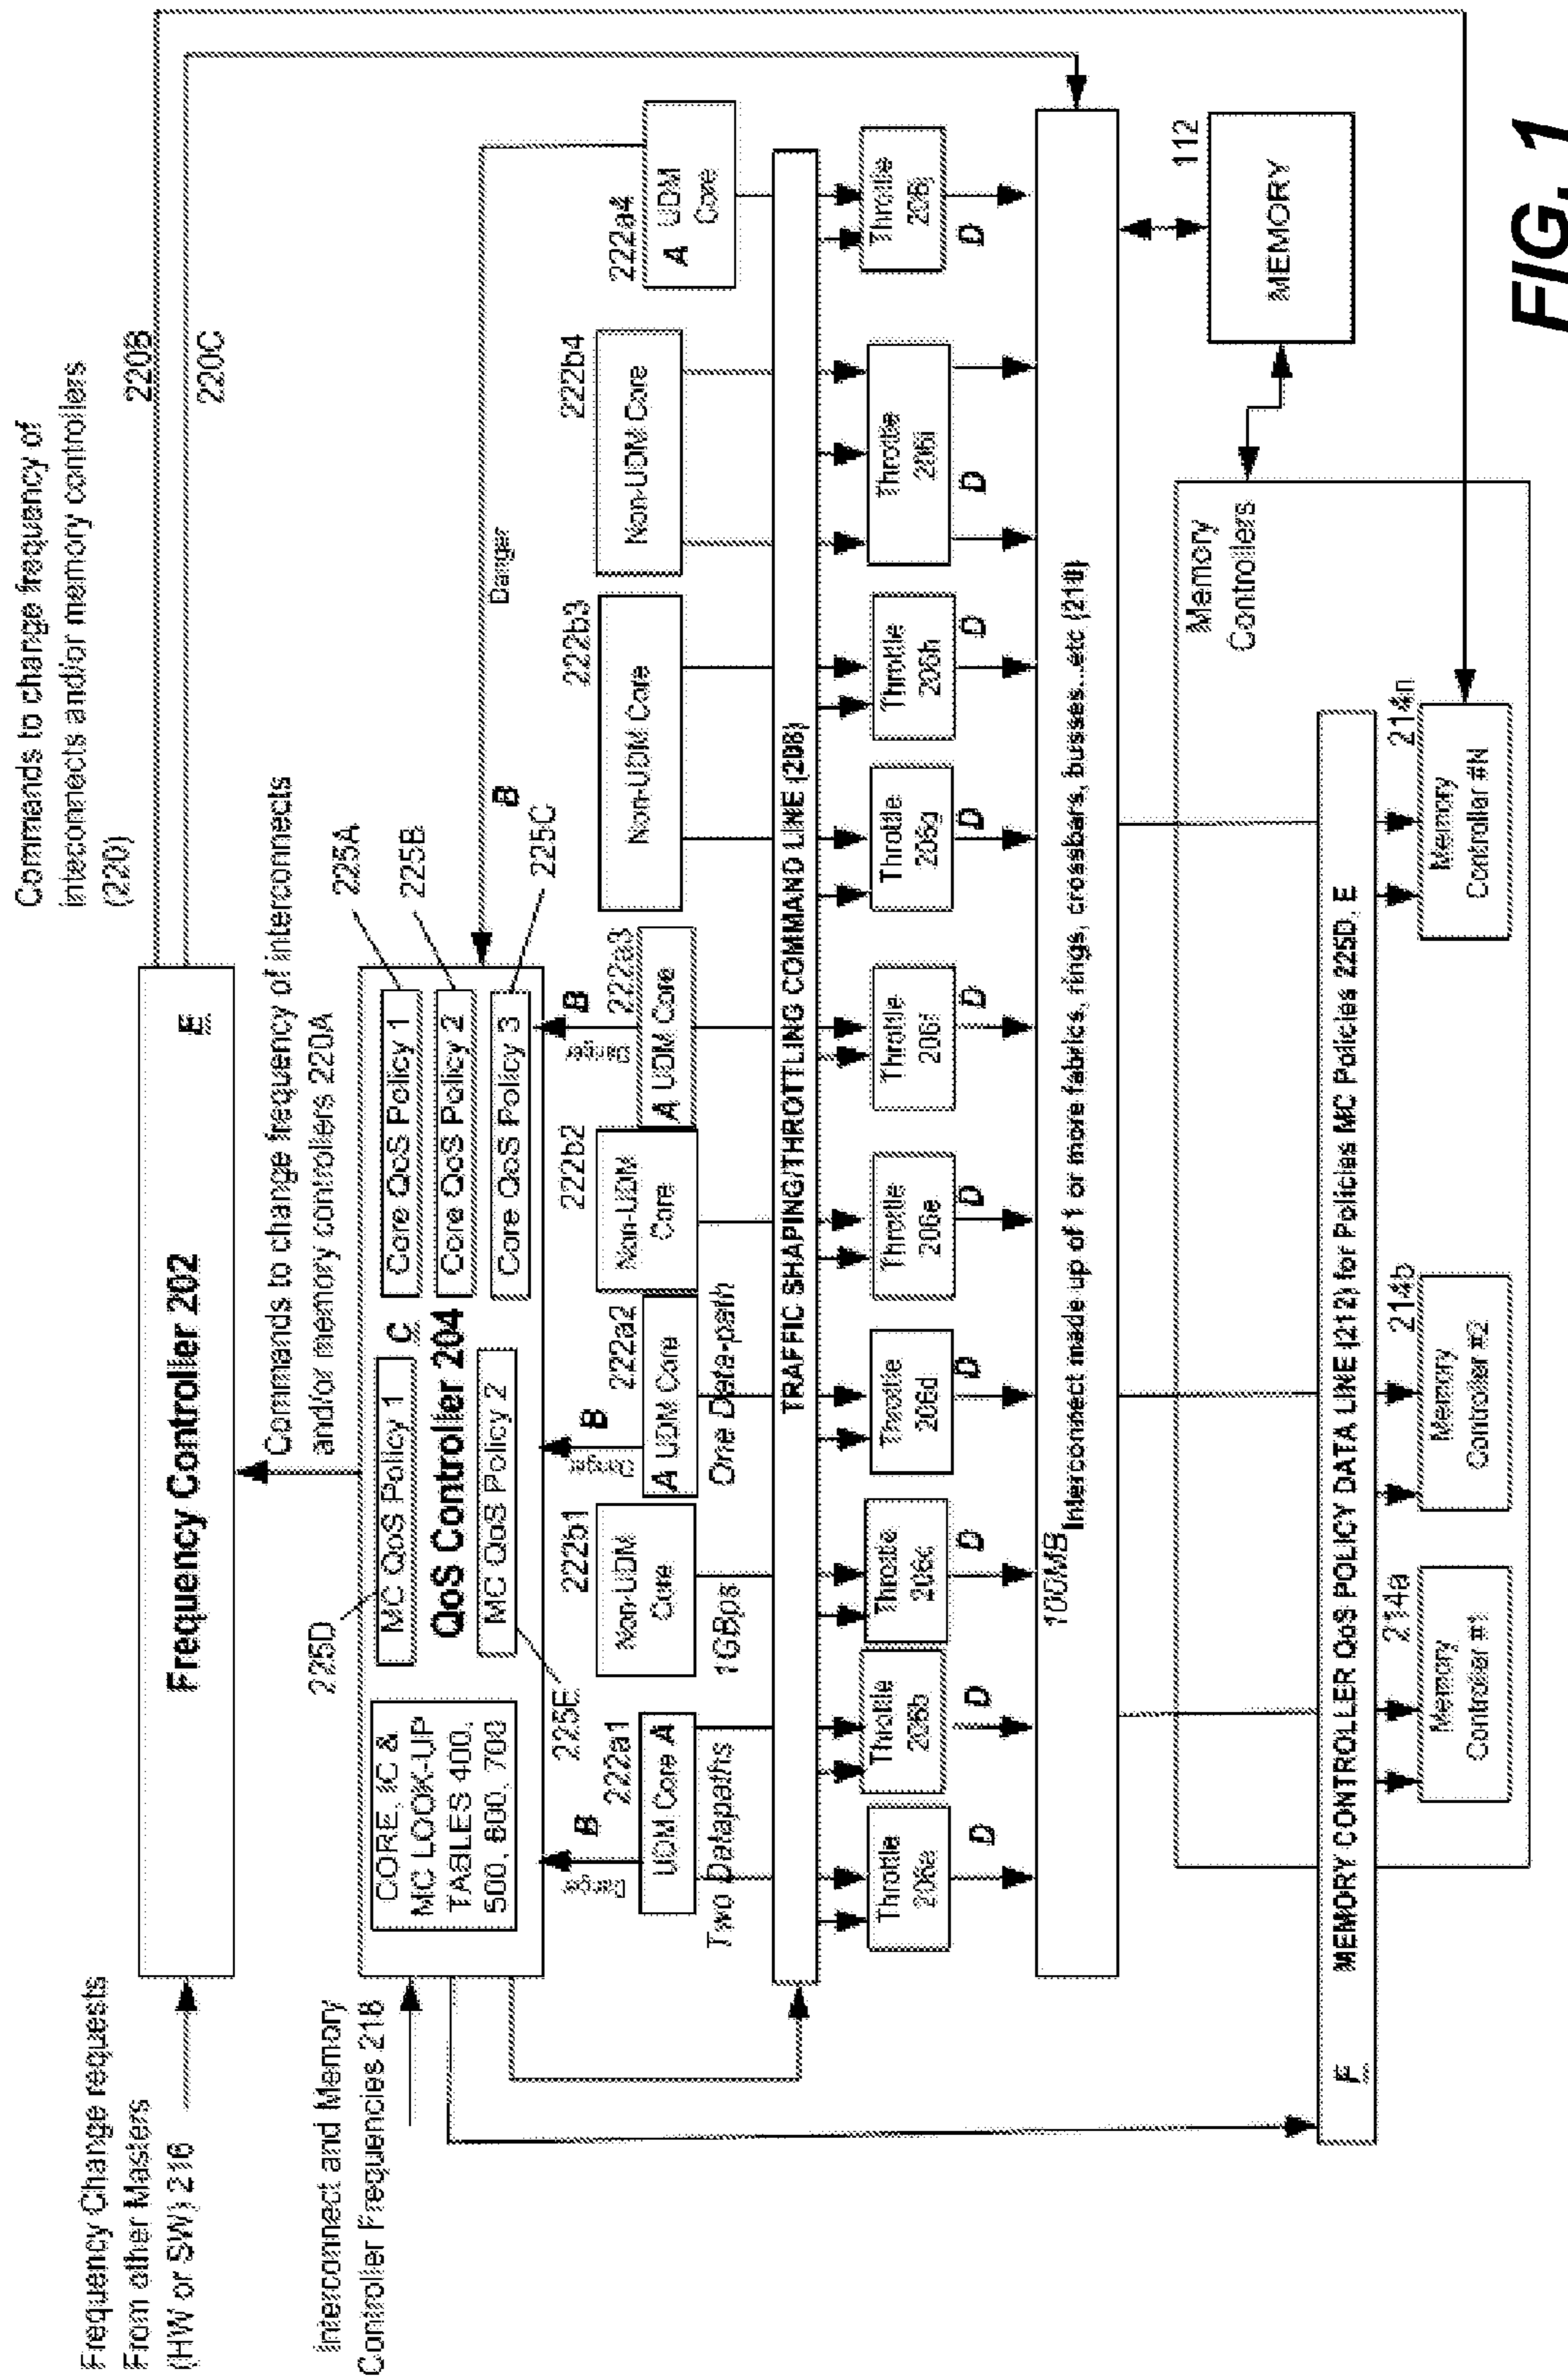 Commands to change frequency of
inteconnects and/or memory controllers
(220)
220B
220C
Frequency Change requests
From other Masters
(HW or SW) 216
Frequency Controller 202
E
Commands to change frequency of interconnects
and/or memory controllers 220A
Interconnect and Memory
Controller Frequencies 218
CORE, IC &
MC LOOK-UP
TABLES 400,
500, 600, 700
225D
MC QoS Policy 1
C
QoS Controller 204
MC QoS Policy 2
225E
Core QoS Policy 1
Core QoS Policy 2
Core QoS Policy 3
225A
225B
225C
B
Danger
B
B
B
222a1
UDM Core A
Two Datapaths
222b1
Non-UDM
Core
1GBps
222a2
A UDM Core
One Data-path
222b2
Non-UDM
Core
222a3
A UDM Core
222b3
Non-UDM Core
222b4
Non-UDM Core
222a4
A UDM
Core
TRAFFIC SHAPING/THROTTLING COMMAND LINE (208)
Throttle
206a
Throttle
206b
Throttle
206c
Throttle
206d
Throttle
206e
Throttle
206f
Throttle
206g
Throttle
206h
Throttle
206i
Throttle
206j
D
D
D
D
D
D
D
D
D
D
100MB
Interconnect made up of 1 or more fabrics, rings, crossbars, busses...etc (210)
112
MEMORY
Memory
Controllers
F
MEMORY CONTROLLER QoS POLICY DATA LINE (212) for Policies MC Policies 225D, E
214a
Memory
Controller #1
214b
Memory
Controller #2
214n
Memory
Controller #N
FIG. 1